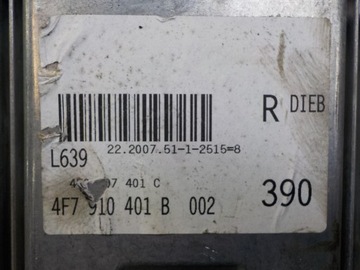 R DIEB
22.2007.51-1-2515=8
L639
401 C
390
4F7 910 401 B 002